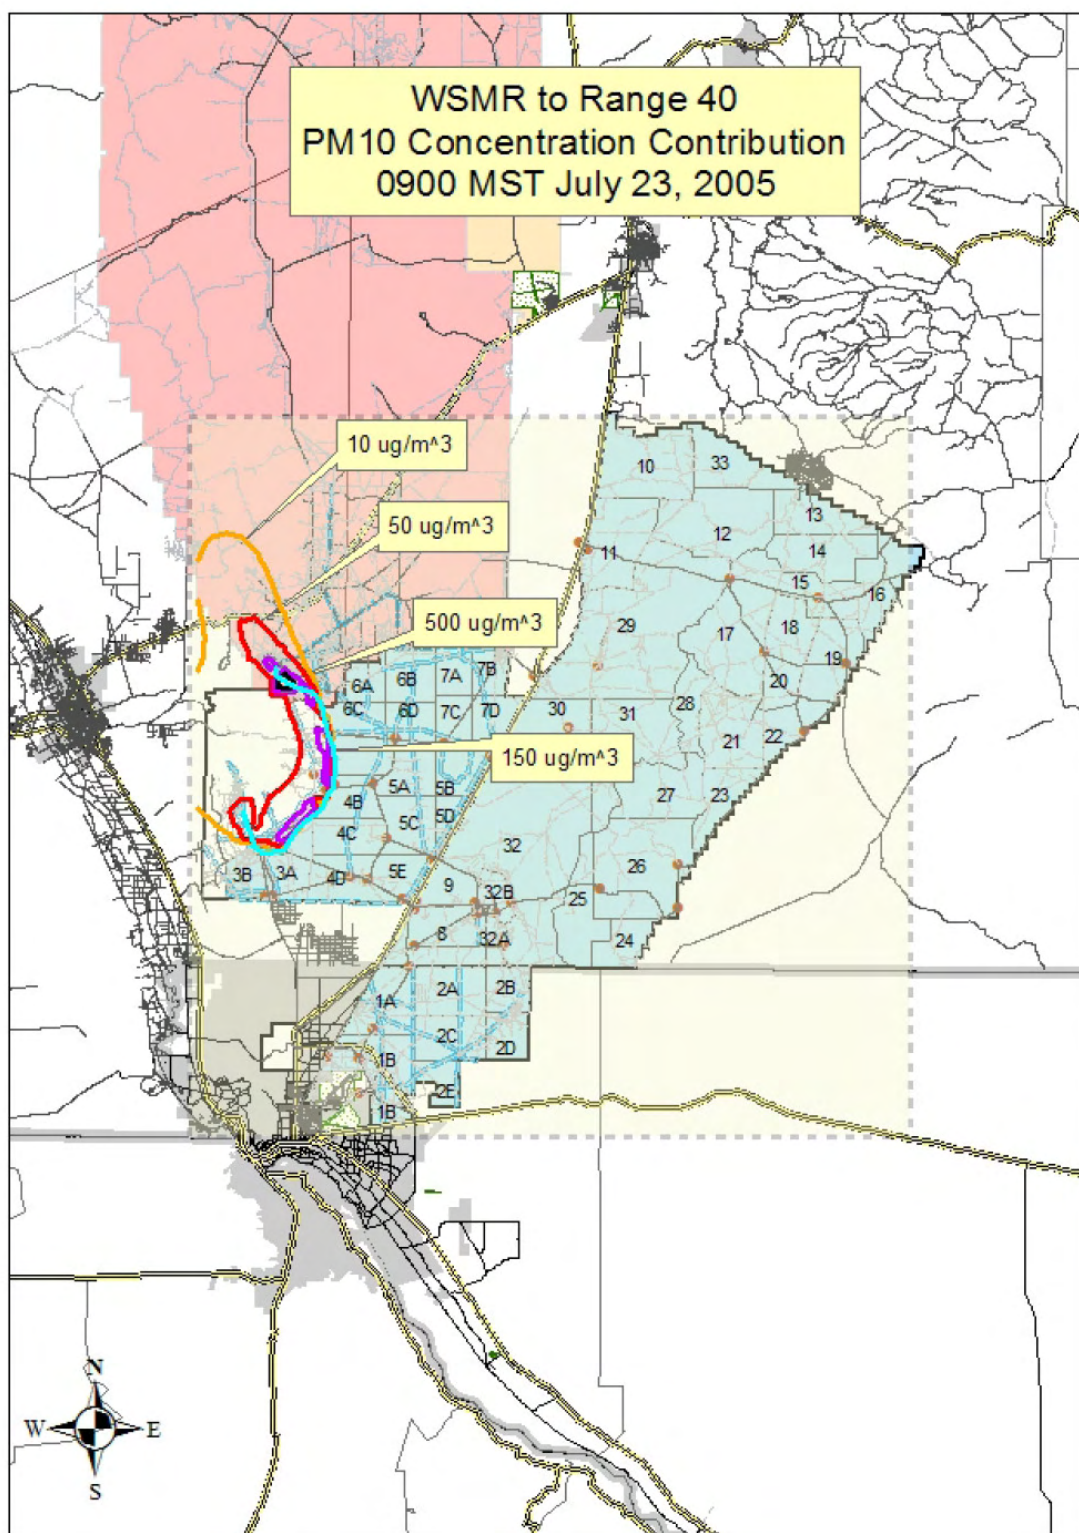 WSMR to Range 40
PM10 Concentration Contribution
0900 MST July 23, 2005
10 ug/m^3
50 ug/m^3
500 ug/m^3
150 ug/m^3
10
33
13
12
14
11
15
16
29
17
18
19
6A
6B
7A
7B
20
6C
6D
7C
7D
30
31
28
21
22
5A
5B
4B
27
23
4C
5C
5D
32
3B
3A
4D
5E
9
32B
25
26
8
32A
24
1A
2A
2B
2C
2D
1B
2E
1B
N
W
E
S